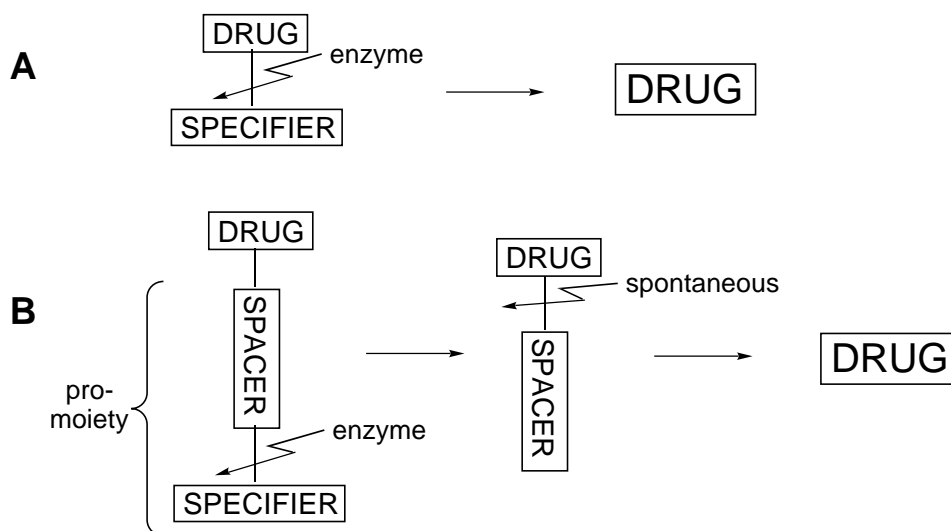 A
DRUG
enzyme
SPECIFIER
DRUG
B
pro-
moiety
DRUG
SPACER
enzyme
SPECIFIER
DRUG
spontaneous
SPACER
DRUG